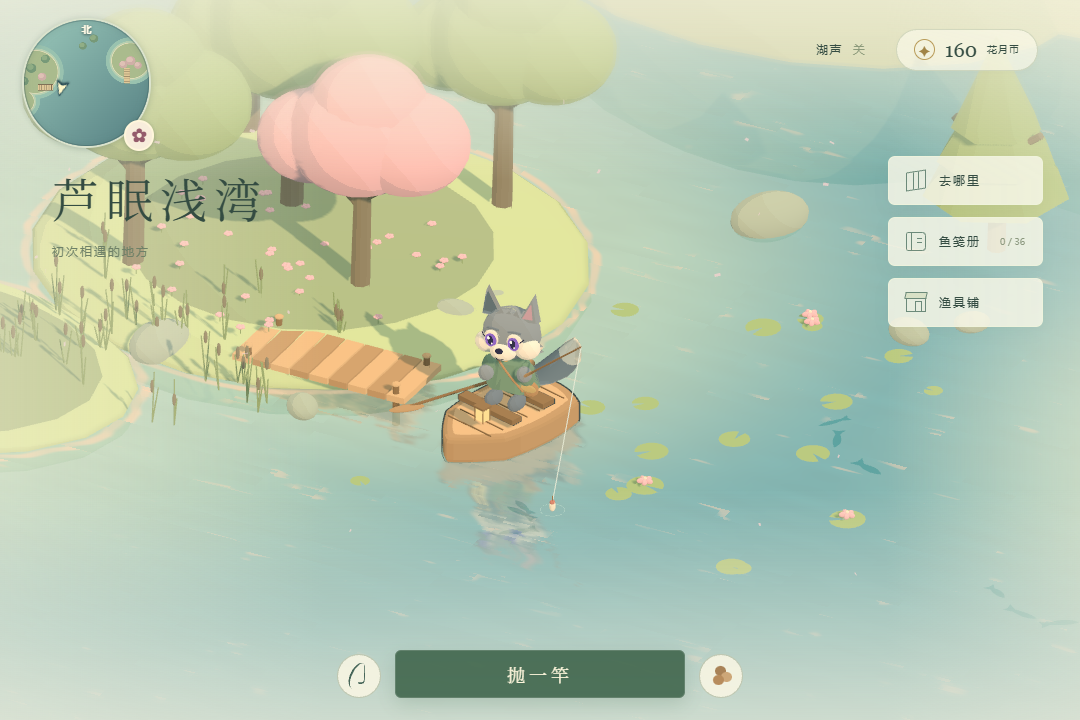 北
湖声 关
160 花月币
芦眠浅湾
初次相遇的地方
去哪里
鱼笺册 0 / 36
渔具铺
抛一竿